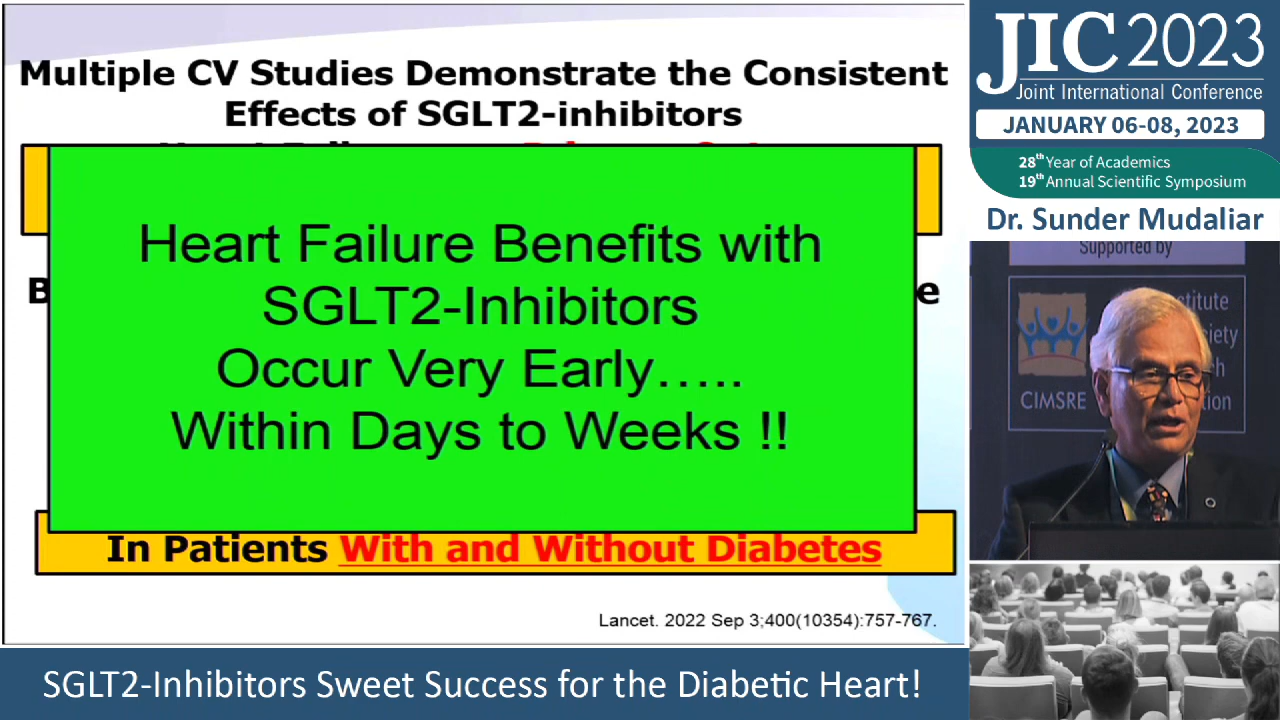 Multiple CV Studies Demonstrate the Consistent
Effects of SGLT2-inhibitors
Heart Failure Benefits with
SGLT2-Inhibitors
Occur Very Early…..
Within Days to Weeks !!
In Patients With and Without Diabetes
Lancet. 2022 Sep 3;400(10354):757-767.
SGLT2-Inhibitors Sweet Success for the Diabetic Heart!
JIC 2023
Joint International Conference
JANUARY 06-08, 2023
28th Year of Academics
19th Annual Scientific Symposium
Dr. Sunder Mudaliar
Supported by
CIMSRE